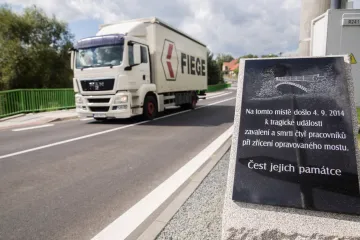 FIEGE
Na tomto místě došlo 4. 9. 2014
k tragické události
zavalení a smrti čtyř pracovníků
při zřícení opravovaného mostu.
Čest jejich památce